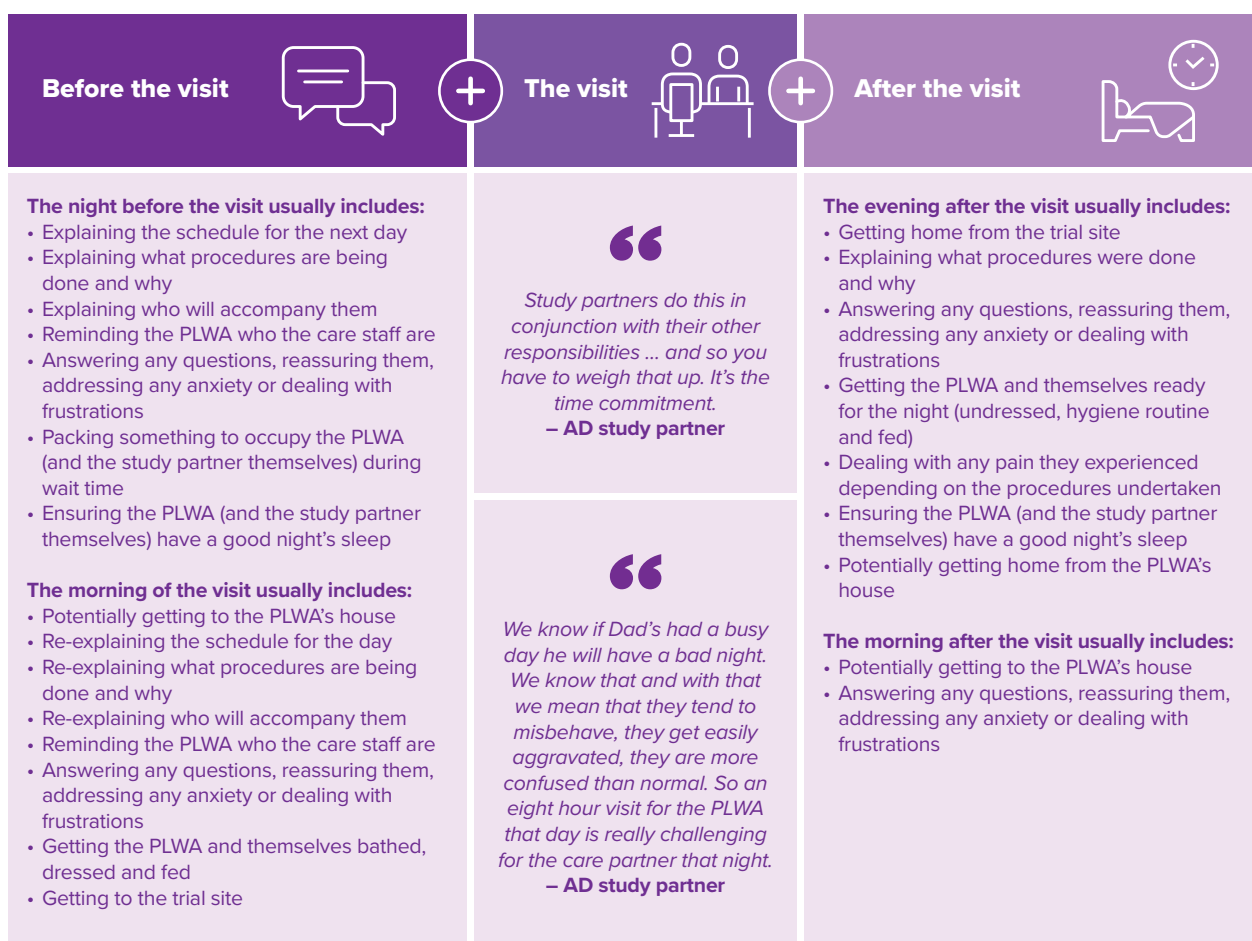 Before the visit
The visit
After the visit
The night before the visit usually includes:
• Explaining the schedule for the next day
• Explaining what procedures are being
done and why
• Explaining who will accompany them
• Reminding the PLWA who the care staff are
• Answering any questions, reassuring them,
addressing any anxiety or dealing with
frustrations
• Packing something to occupy the PLWA
(and the study partner themselves) during
wait time
• Ensuring the PLWA (and the study partner
themselves) have a good night's sleep
The morning of the visit usually includes:
• Potentially getting to the PLWA's house
• Re-explaining the schedule for the day
• Re-explaining what procedures are being
done and why
• Re-explaining who will accompany them
• Reminding the PLWA who the care staff are
• Answering any questions, reassuring them,
addressing any anxiety or dealing with
frustrations
• Getting the PLWA and themselves bathed,
dressed and fed
• Getting to the trial site
“
Study partners do this in
conjunction with their other
responsibilities ... and so you
have to weigh that up. It's the
time commitment.
– AD study partner
“
We know if Dad's had a busy
day he will have a bad night.
We know that and with that
we mean that they tend to
misbehave, they get easily
aggravated, they are more
confused than normal. So an
eight hour visit for the PLWA
that day is really challenging
for the care partner that night.
– AD study partner
The evening after the visit usually includes:
• Getting home from the trial site
• Explaining what procedures were done
and why
• Answering any questions, reassuring them,
addressing any anxiety or dealing with
frustrations
• Getting the PLWA and themselves ready
for the night (undressed, hygiene routine
and fed)
• Dealing with any pain they experienced
depending on the procedures undertaken
• Ensuring the PLWA (and the study partner
themselves) have a good night's sleep
• Potentially getting home from the PLWA's
house
The morning after the visit usually includes:
• Potentially getting to the PLWA's house
• Answering any questions, reassuring them,
addressing any anxiety or dealing with
frustrations